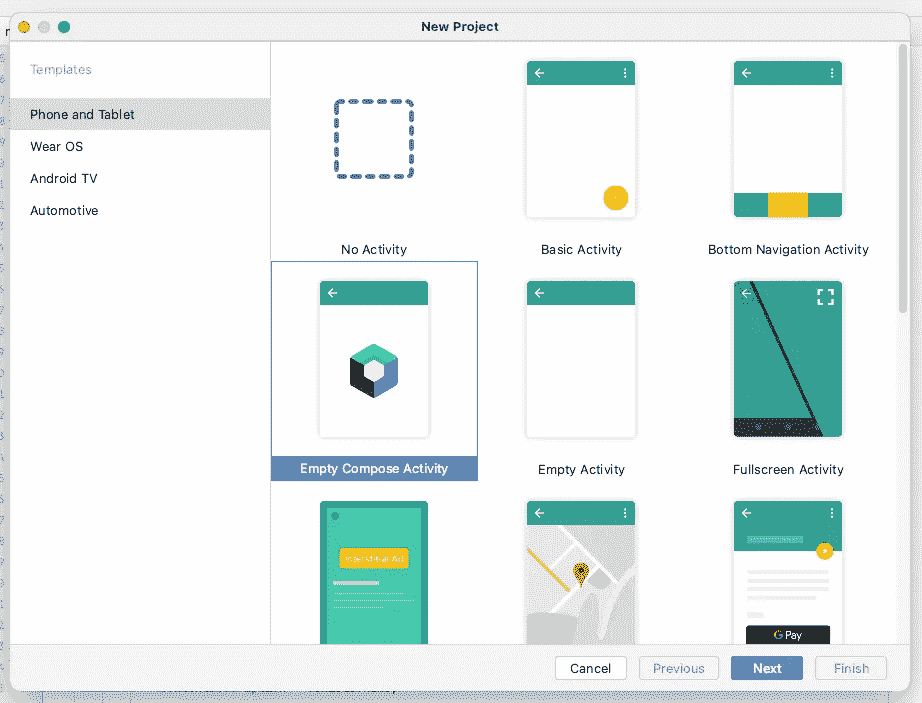 New Project
Templates
Phone and Tablet
Wear OS
Android TV
Automotive
No Activity
Basic Activity
Bottom Navigation Activity
Empty Compose Activity
Empty Activity
Fullscreen Activity
Interstitial Ad
G Pay
Cancel
Previous
Next
Finish